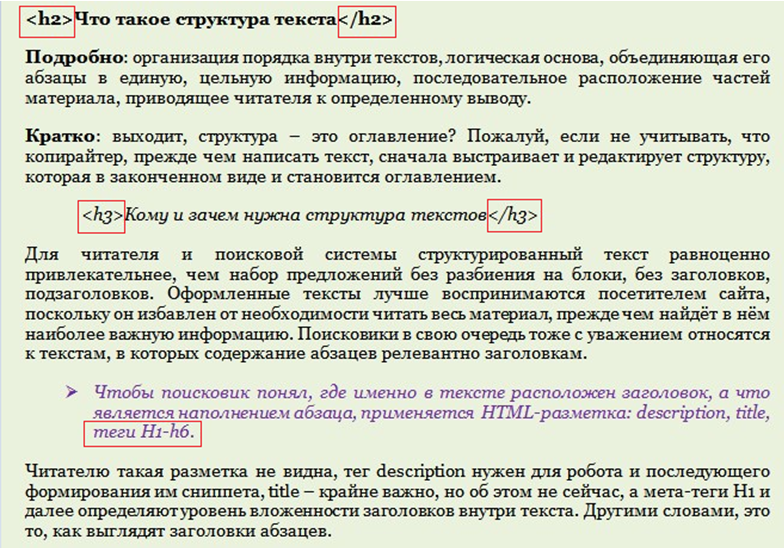 <h2>Что такое структура текста</h2>
Подробно: организация порядка внутри текстов, логическая основа, объединяющая его
абзацы в единую, цельную информацию, последовательное расположение частей
материала, приводящее читателя к определенному выводу.
Кратко: выходит, структура – это оглавление? Пожалуй, если не учитывать, что
копирайтер, прежде чем написать текст, сначала выстраивает и редактирует структуру,
которая в законченном виде и становится оглавлением.
<h3>Кому и зачем нужна структура текстов</h3>
Для читателя и поисковой системы структурированный текст равноценно
привлекательнее, чем набор предложений без разбиения на блоки, без заголовков,
подзаголовков. Оформленные тексты лучше воспринимаются посетителем сайта,
поскольку он избавлен от необходимости читать весь материал, прежде чем найдёт в нём
наиболее важную информацию. Поисковики в свою очередь тоже с уважением относятся
к текстам, в которых содержание абзацев релевантно заголовкам.
➢ Чтобы поисковик понял, где именно в тексте расположен заголовок, а что
является наполнением абзаца, применяется HTML-разметка: description, title,
теги H1-h6.
Читателю такая разметка не видна, тег description нужен для робота и последующего
формирования им сниппета, title – крайне важно, но об этом не сейчас, а мета-теги H1 и
далее определяют уровень вложенности заголовков внутри текста. Другими словами, это
то, как выглядят заголовки абзацев.